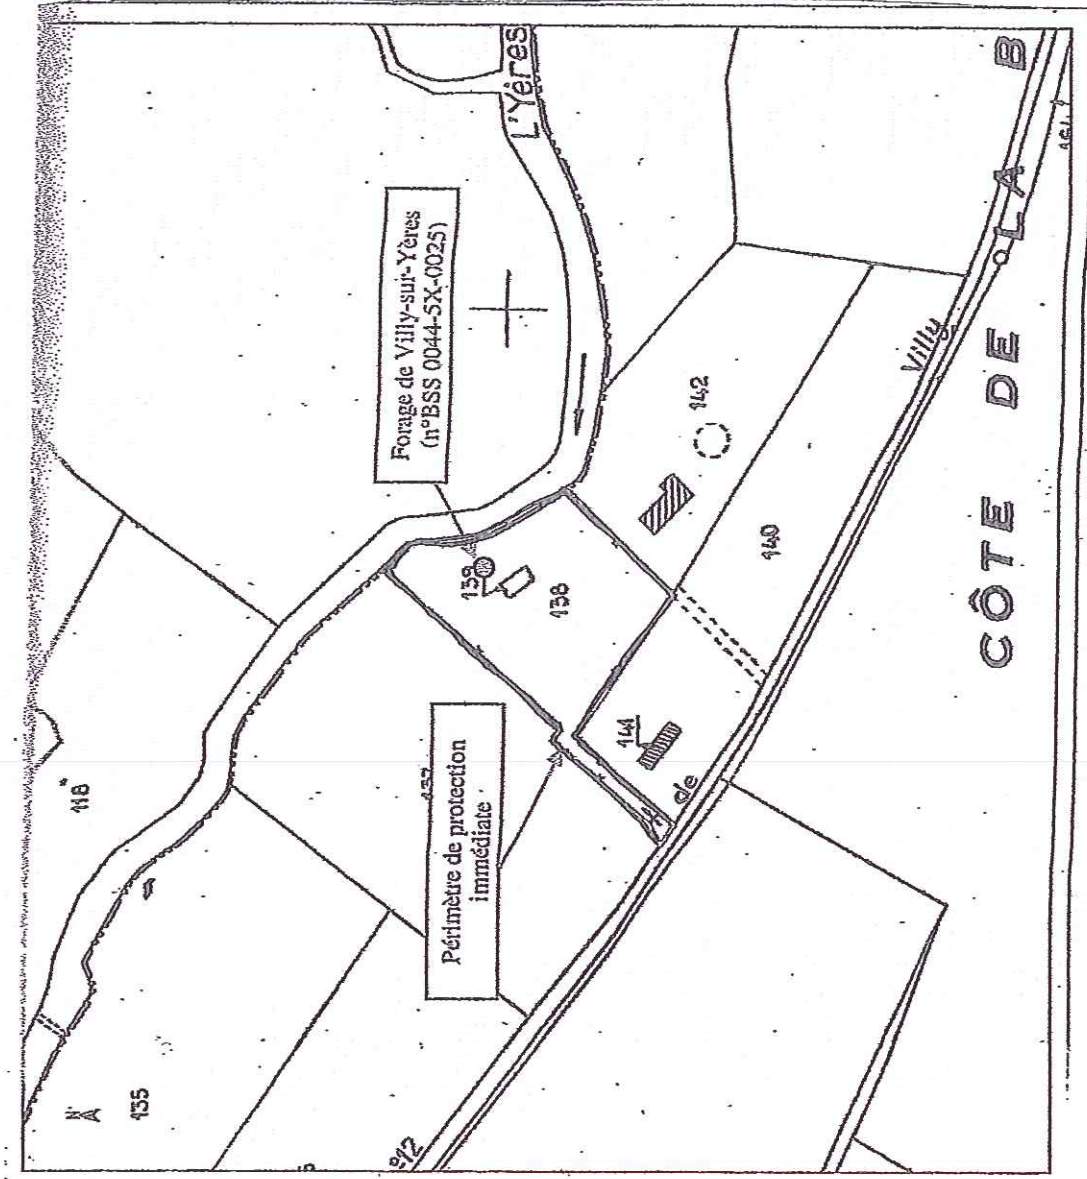 L'Yères
Forage de Villy-sur-Yères
(n°BSS 0044-5X-0025)
118
139
138
142
140
141
137
Périmètre de protection
immédiate
135
N
Villy
de
CÔTE DE LA B